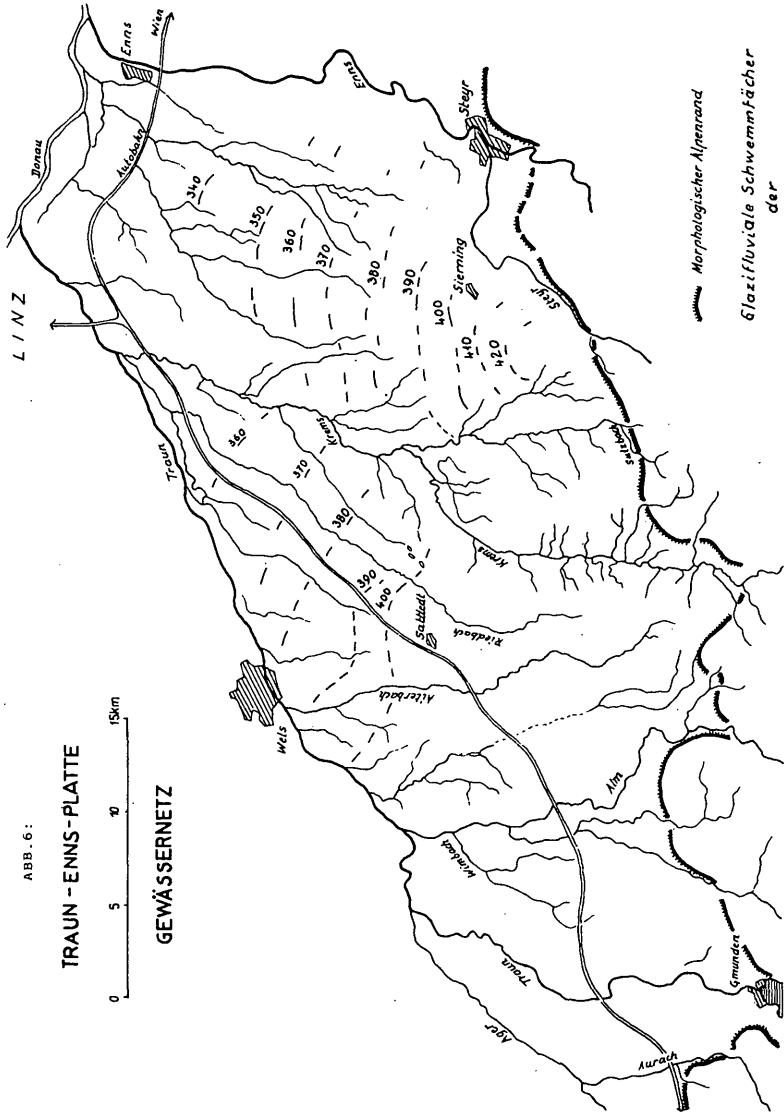 ABB.6:
TRAUN-ENNS-PLATTE
0 5 10 15km
GEWÄSSERNETZ
LINZ
Donau
Enns
Wien
Autobahn
Enns
Traun
340
350
360
370
380
390
400
410
420
Sierning
Steyr
Steyr
360
370
380
390
400
Krems
Krems
Sulzbach
Sattledt
Riedbach
Wels
Aiterbach
Alm
Wimbach
Traun
Ager
Gmunden
Aurach
Morphologischer Alpenrand
Glazifluviale Schwemmfächer
der